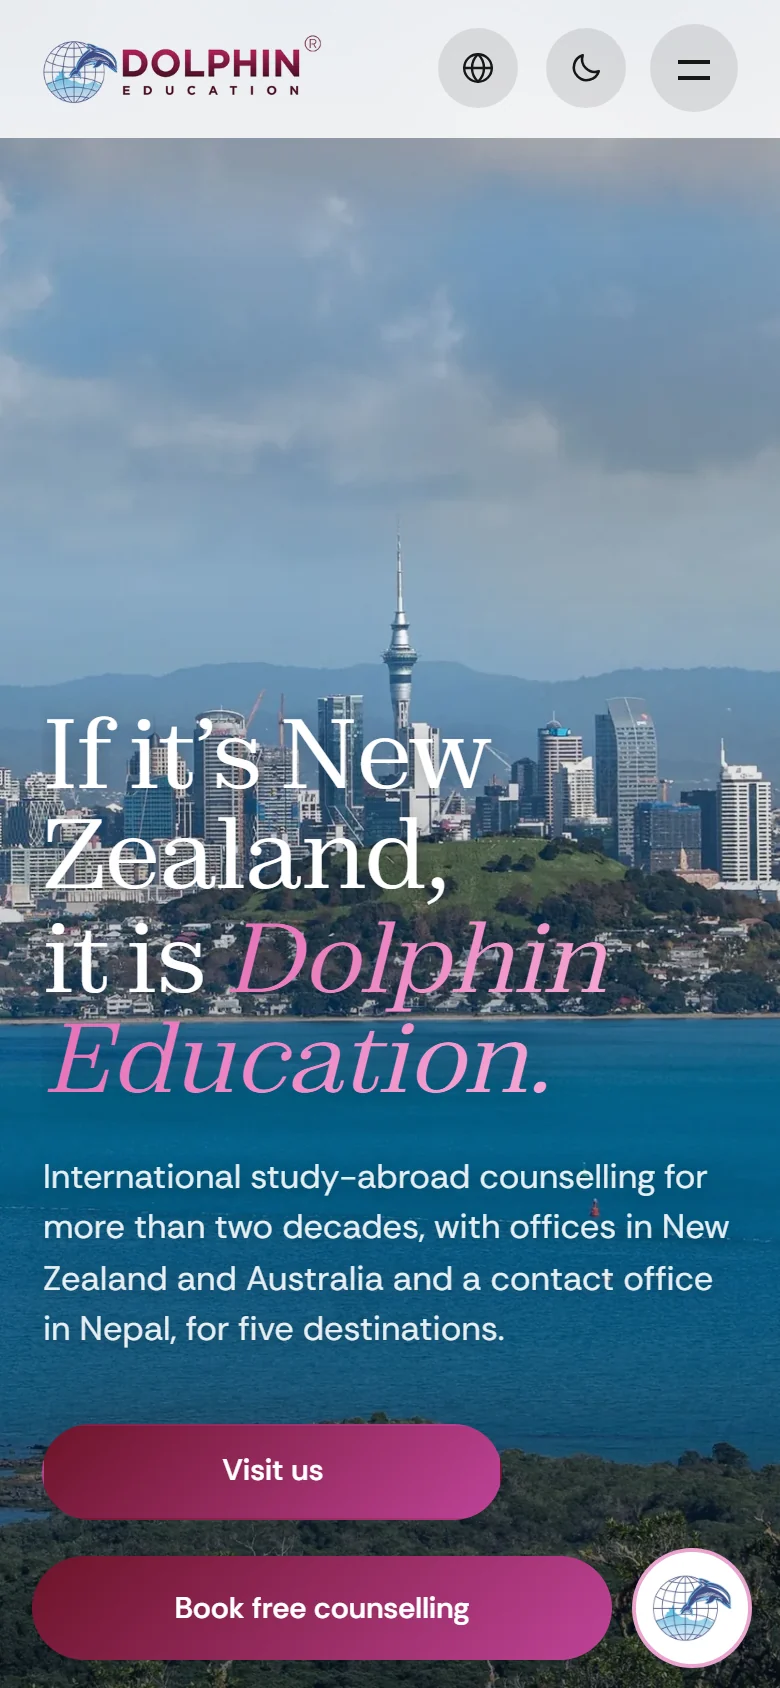 DOLPHIN®
EDUCATION
If it’s New
Zealand,
it is Dolphin
Education.
International study-abroad counselling for
more than two decades, with offices in New
Zealand and Australia and a contact office
in Nepal, for five destinations.
Visit us
Book free counselling